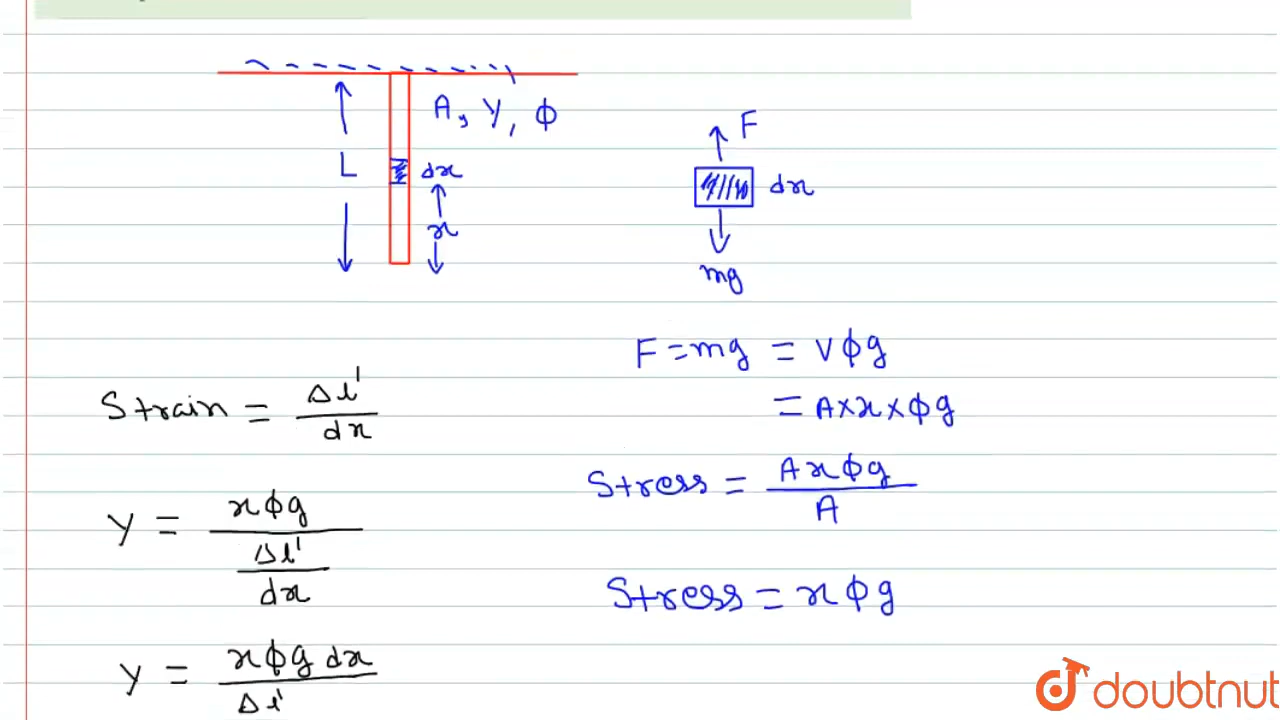 A, Y, ϕ
L
dx
x
F
dx
mg
F = mg = Vϕg
= A×x×ϕg
Strain = Δl'/dx
Stress = Axϕg/A
Y = xϕg/(Δl'/dx)
Stress = xϕg
Y = xϕg dx/Δl'
doubtnut